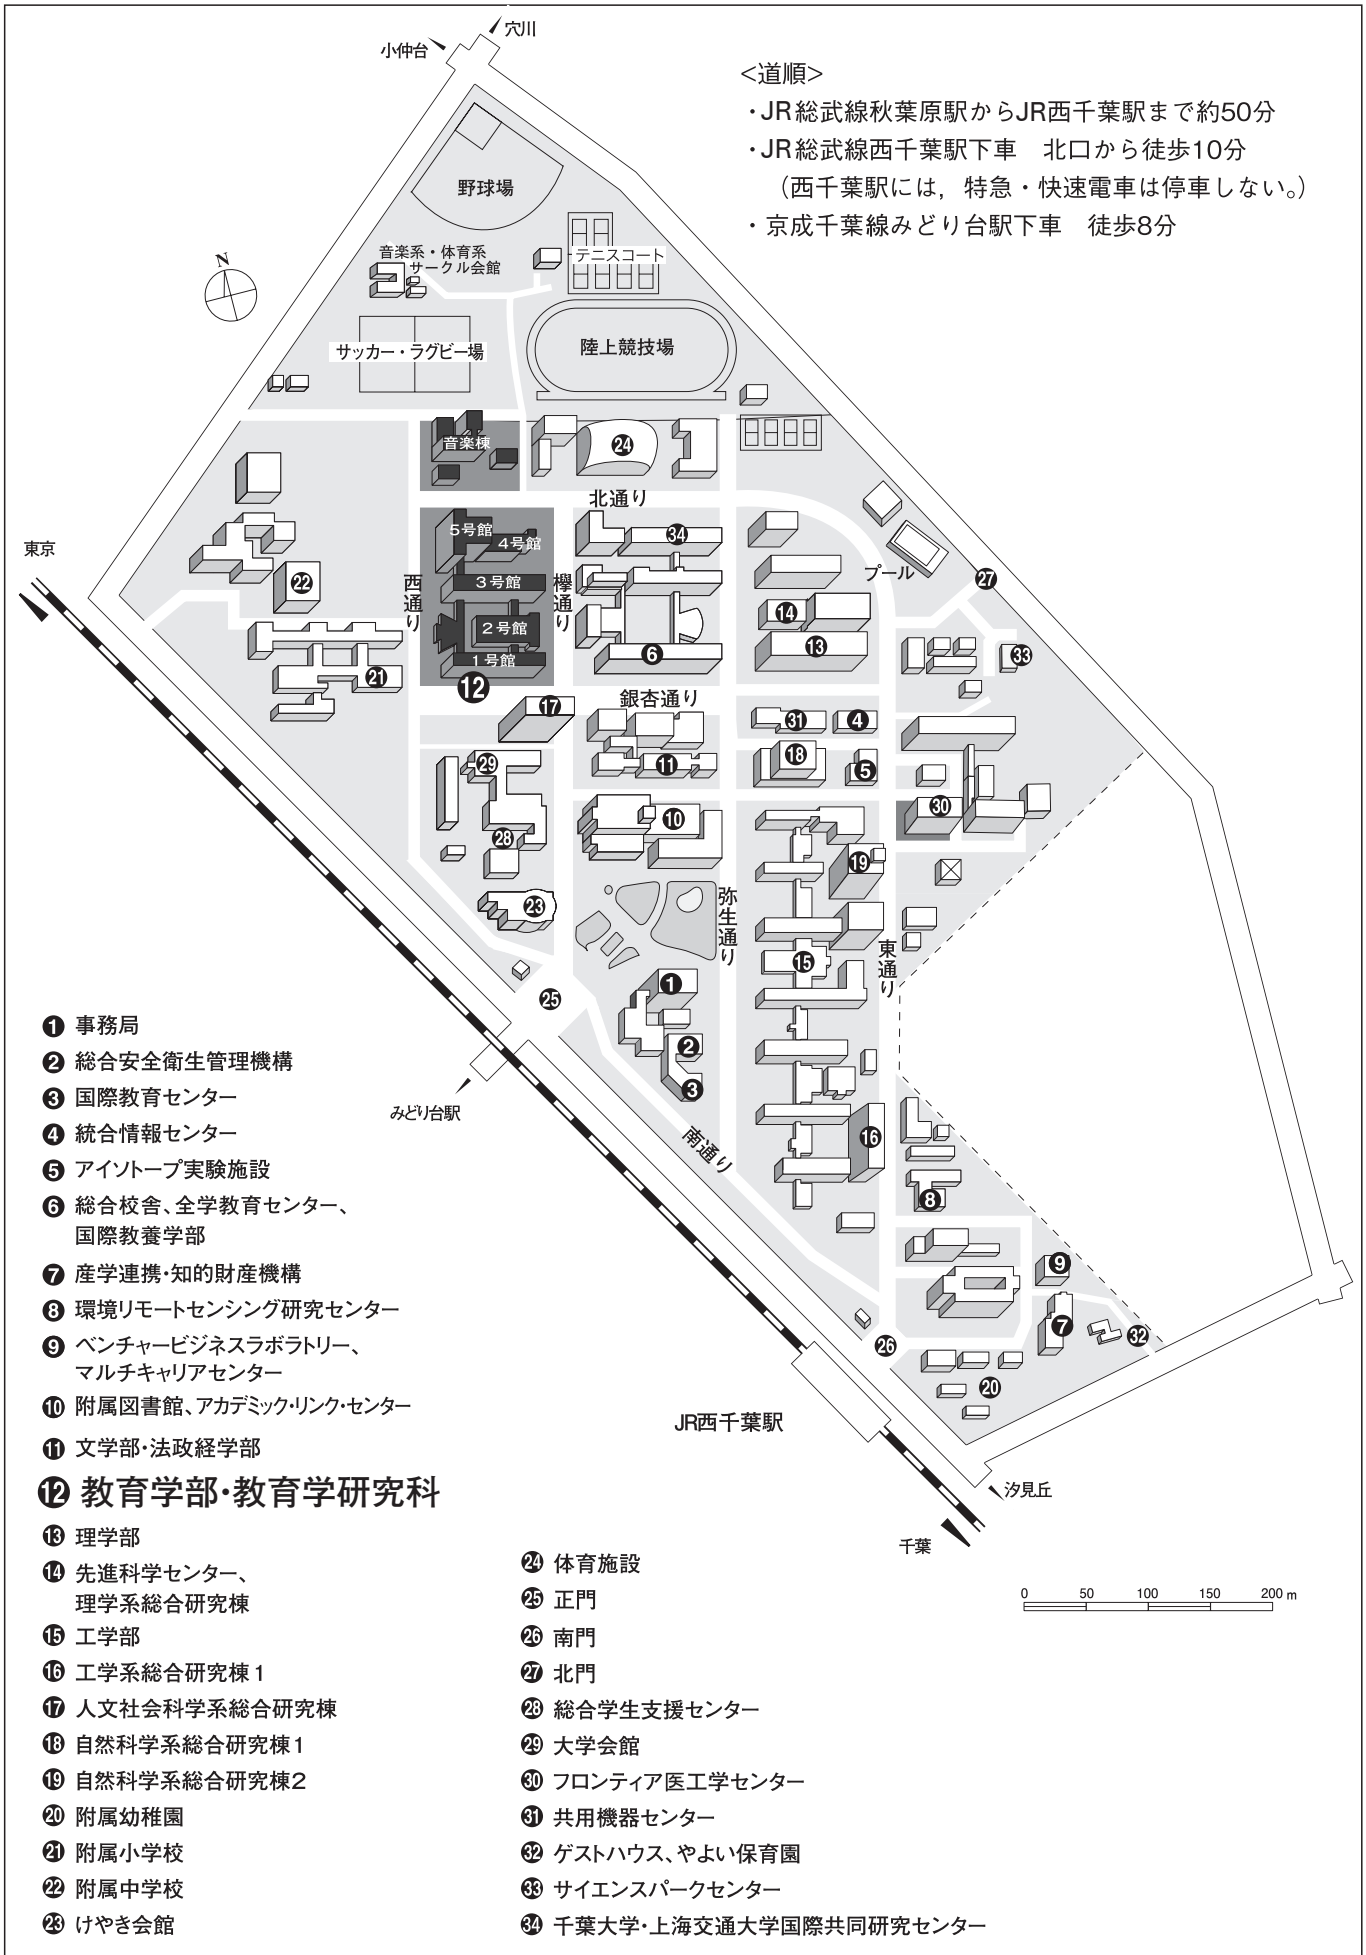 穴川
小仲台
<道順>
・JR総武線秋葉原駅からJR西千葉駅まで約50分
・JR総武線西千葉駅下車　北口から徒歩10分
（西千葉駅には，特急・快速電車は停車しない。）
・京成千葉線みどり台駅下車　徒歩8分
野球場
N
音楽系・体育系
サークル会館
テニスコート
サッカー・ラグビー場
陸上競技場
音楽棟
24
北通り
5号館
4号館
34
東京
3号館
西通り
欅通り
プール
27
22
14
2号館
13
6
33
1号館
21
12
銀杏通り
17
31
4
18
29
11
5
30
10
28
19
23
弥生通り
東通り
15
1
25
2
3
みどり台駅
南通り
16
8
9
7
32
26
20
JR西千葉駅
汐見丘
千葉
0 50 100 150 200 m
1 事務局
2 総合安全衛生管理機構
3 国際教育センター
4 統合情報センター
5 アイソトープ実験施設
6 総合校舎、全学教育センター、
国際教養学部
7 産学連携・知的財産機構
8 環境リモートセンシング研究センター
9 ベンチャービジネスラボラトリー、
マルチキャリアセンター
10 附属図書館、アカデミック・リンク・センター
11 文学部・法政経学部
12 教育学部・教育学研究科
13 理学部
14 先進科学センター、
理学系総合研究棟
15 工学部
16 工学系総合研究棟1
17 人文社会科学系総合研究棟
18 自然科学系総合研究棟1
19 自然科学系総合研究棟2
20 附属幼稚園
21 附属小学校
22 附属中学校
23 けやき会館
24 体育施設
25 正門
26 南門
27 北門
28 総合学生支援センター
29 大学会館
30 フロンティア医工学センター
31 共用機器センター
32 ゲストハウス、やよい保育園
33 サイエンスパークセンター
34 千葉大学・上海交通大学国際共同研究センター